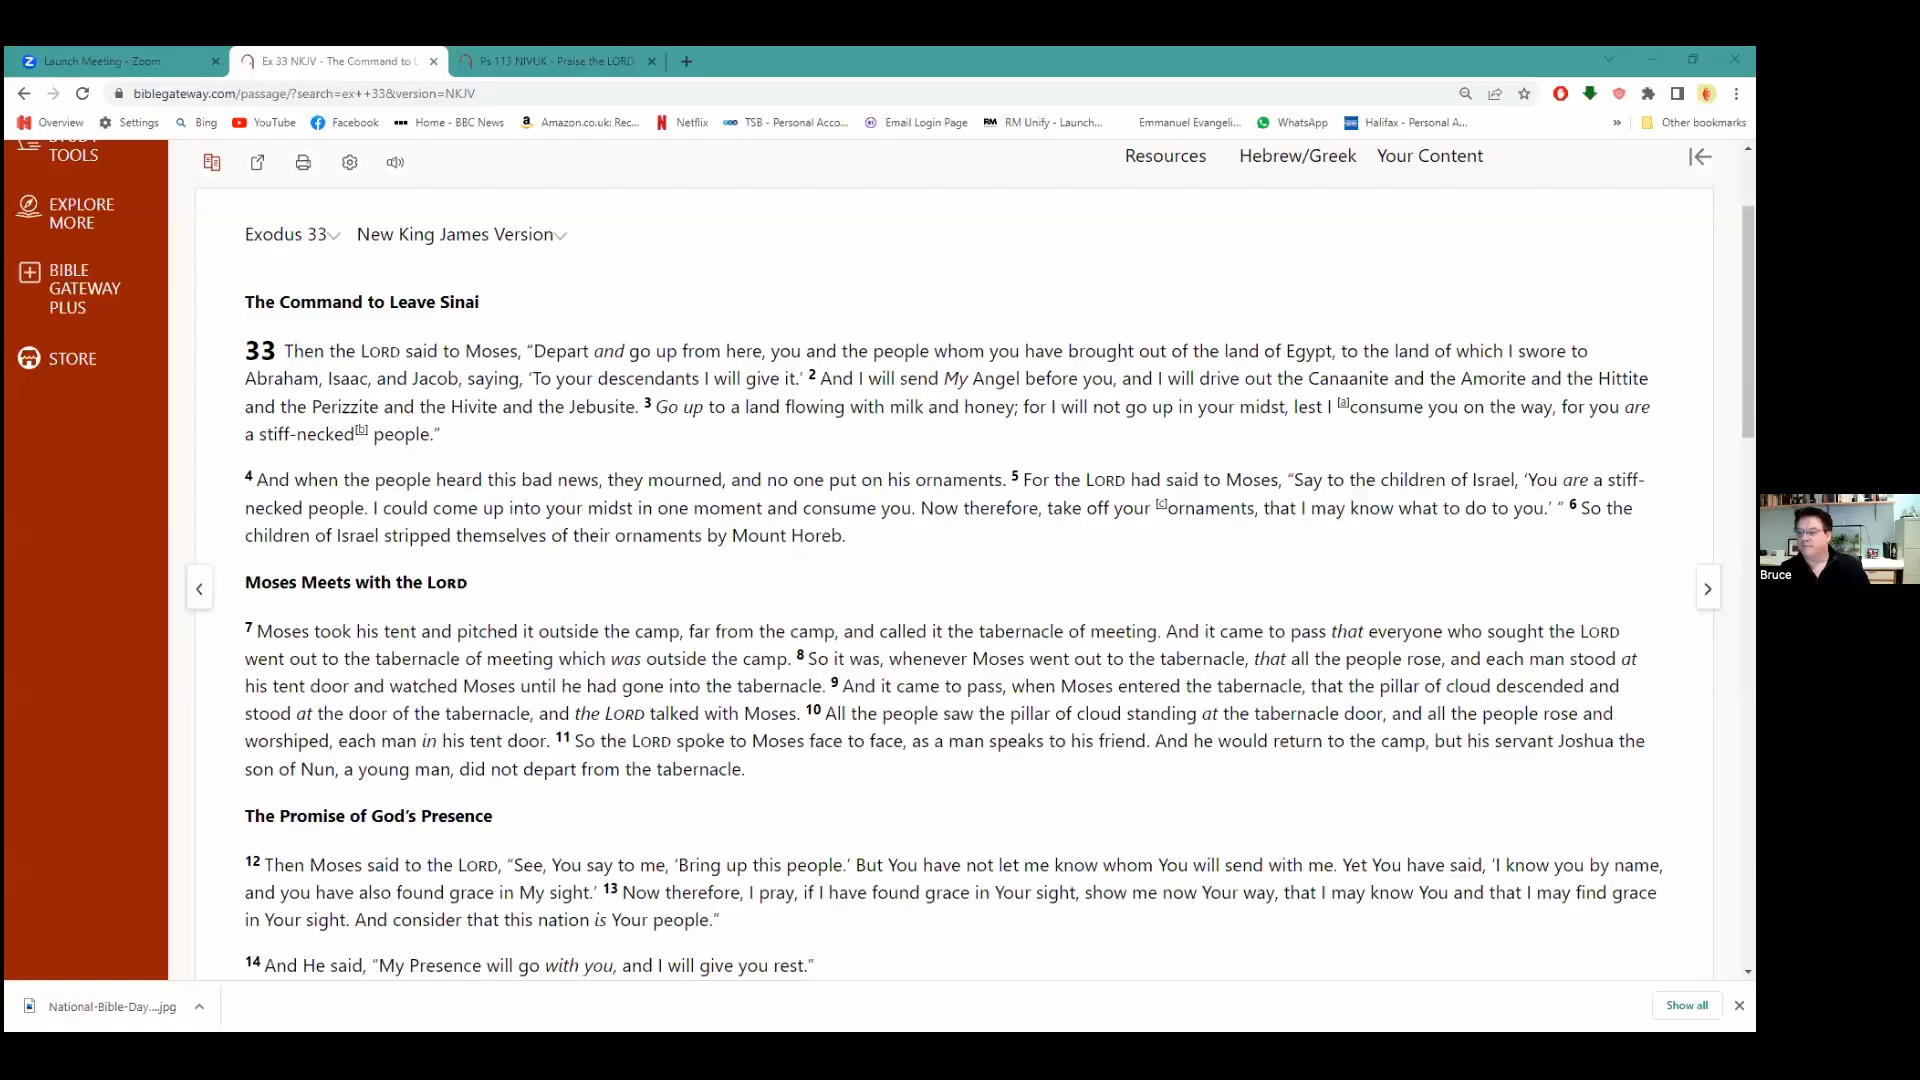 Launch Meeting - Zoom
Ex 33 NKJV - The Command to L
Ps 113 NIVUK - Praise the LORD
biblegateway.com/passage/?search=ex++33&version=NKJV
Overview Settings Bing YouTube Facebook Home - BBC News Amazon.co.uk: Rec... Netflix TSB - Personal Acco... Email Login Page RM RM Unify - Launch... Emmanuel Evangeli... WhatsApp Halifax - Personal A... » Other bookmarks
STUDY
TOOLS
EXPLORE
MORE
BIBLE
GATEWAY
PLUS
STORE
Resources Hebrew/Greek Your Content
Exodus 33 New King James Version
The Command to Leave Sinai
33 Then the LORD said to Moses, “Depart and go up from here, you and the people whom you have brought out of the land of Egypt, to the land of which I swore to
Abraham, Isaac, and Jacob, saying, ‘To your descendants I will give it.’ 2 And I will send My Angel before you, and I will drive out the Canaanite and the Amorite and the Hittite
and the Perizzite and the Hivite and the Jebusite. 3 Go up to a land flowing with milk and honey; for I will not go up in your midst, lest I [a]consume you on the way, for you are
a stiff-necked[b] people.”
4 And when the people heard this bad news, they mourned, and no one put on his ornaments. 5 For the LORD had said to Moses, “Say to the children of Israel, ‘You are a stiff-
necked people. I could come up into your midst in one moment and consume you. Now therefore, take off your [c]ornaments, that I may know what to do to you.’ ” 6 So the
children of Israel stripped themselves of their ornaments by Mount Horeb.
Moses Meets with the LORD
7 Moses took his tent and pitched it outside the camp, far from the camp, and called it the tabernacle of meeting. And it came to pass that everyone who sought the LORD
went out to the tabernacle of meeting which was outside the camp. 8 So it was, whenever Moses went out to the tabernacle, that all the people rose, and each man stood at
his tent door and watched Moses until he had gone into the tabernacle. 9 And it came to pass, when Moses entered the tabernacle, that the pillar of cloud descended and
stood at the door of the tabernacle, and the LORD talked with Moses. 10 All the people saw the pillar of cloud standing at the tabernacle door, and all the people rose and
worshiped, each man in his tent door. 11 So the LORD spoke to Moses face to face, as a man speaks to his friend. And he would return to the camp, but his servant Joshua the
son of Nun, a young man, did not depart from the tabernacle.
The Promise of God’s Presence
12 Then Moses said to the LORD, “See, You say to me, ‘Bring up this people.’ But You have not let me know whom You will send with me. Yet You have said, ‘I know you by name,
and you have also found grace in My sight.’ 13 Now therefore, I pray, if I have found grace in Your sight, show me now Your way, that I may know You and that I may find grace
in Your sight. And consider that this nation is Your people.”
14 And He said, “My Presence will go with you, and I will give you rest.”
National-Bible-Day....jpg
Show all
Bruce